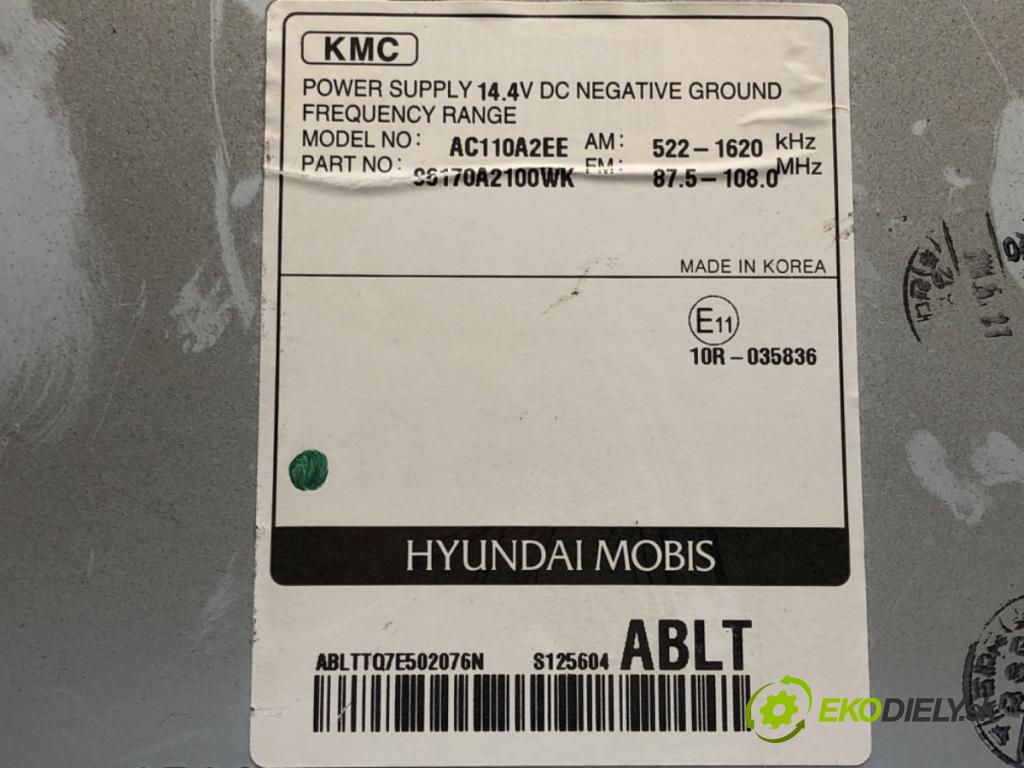 KMC
POWER SUPPLY 14.4V DC NEGATIVE GROUND
FREQUENCY RANGE
MODEL NO: AC110A2EE AM: 522-1620 kHz
PART NO: 96170A2100WK FM: 87.5-108.0 MHz
MADE IN KOREA
E11
10R-035836
HYUNDAI MOBIS
ABLTTQ7E502076N S125604 ABLT
EKODIELY.SK